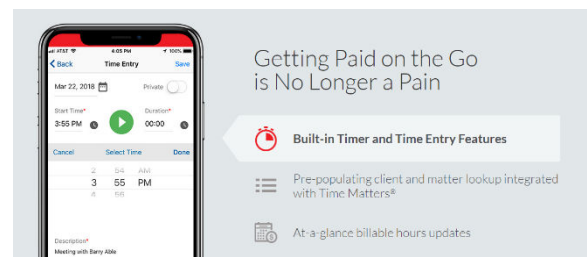 AT&T 4:05 PM 100%
Back Time Entry Save
Mar 22, 2018 Private
Start Time* Duration*
3:55 PM 00:00
Cancel Select Time Done
2 54 AM
3 55 PM
4 56
Description*
Meeting with Barry Able
Getting Paid on the Go
is No Longer a Pain
Built-in Timer and Time Entry Features
Pre-populating client and matter lookup integrated
with Time Matters®
At-a-glance billable hours updates